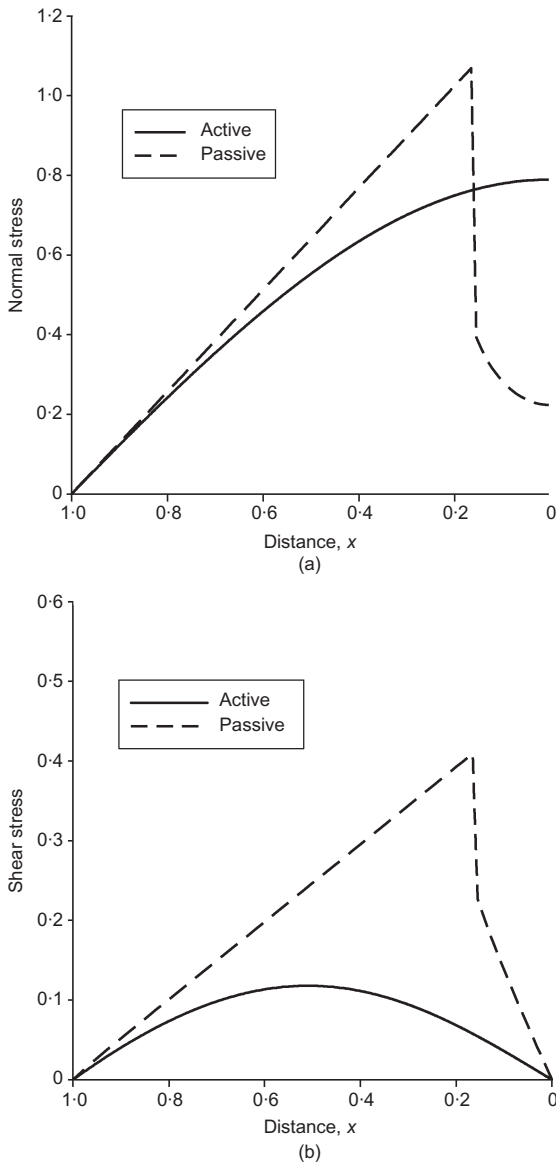 1·2
1·0
0·8
0·6
0·4
0·2
0
Normal stress
Active
Passive
1·0 0·8 0·6 0·4 0·2 0
Distance, x
(a)
0·6
0·5
0·4
0·3
0·2
0·1
0
Shear stress
Active
Passive
1·0 0·8 0·6 0·4 0·2 0
Distance, x
(b)